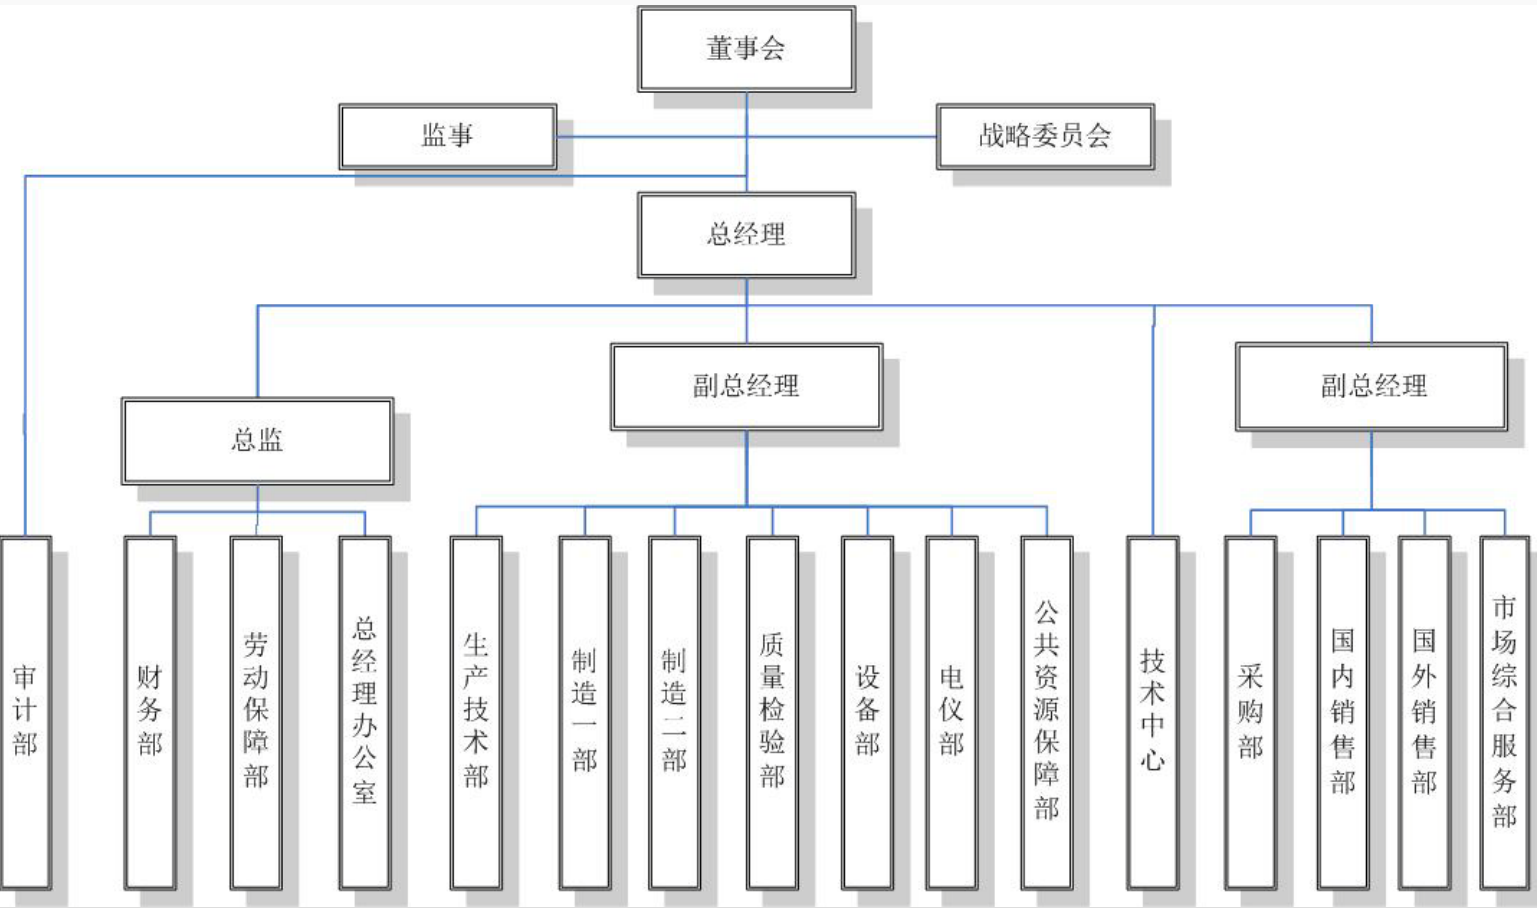 董事会
监事
战略委员会
总经理
副总经理
副总经理
总监
审计部
财务部
劳动保障部
总经理办公室
生产技术部
制造一部
制造二部
质量检验部
设备部
电仪部
公共资源保障部
技术中心
采购部
国内销售部
国外销售部
市场综合服务部